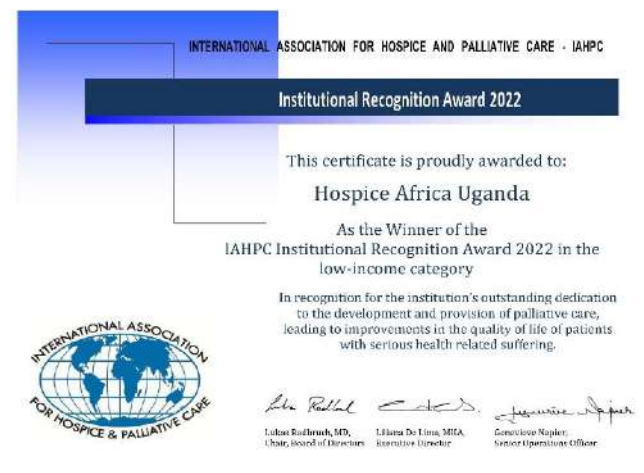 INTERNATIONAL ASSOCIATION FOR HOSPICE AND PALLIATIVE CARE - IAHPC
Institutional Recognition Award 2022
This certificate is proudly awarded to:
Hospice Africa Uganda
As the Winner of the
IAHPC Institutional Recognition Award 2022 in the
low-income category
In recognition for the institution's outstanding dedication
to the development and provision of palliative care,
leading to improvements in the quality of life of patients
with serious health related suffering.
INTERNATIONAL ASSOCIATION
FOR HOSPICE & PALLIATIVE CARE
Lukas Radbruch, MD,
Chair, Board of Directors
Liliana De Lima, MHA,
Executive Director
Genevieve Napier,
Senior Operations Officer